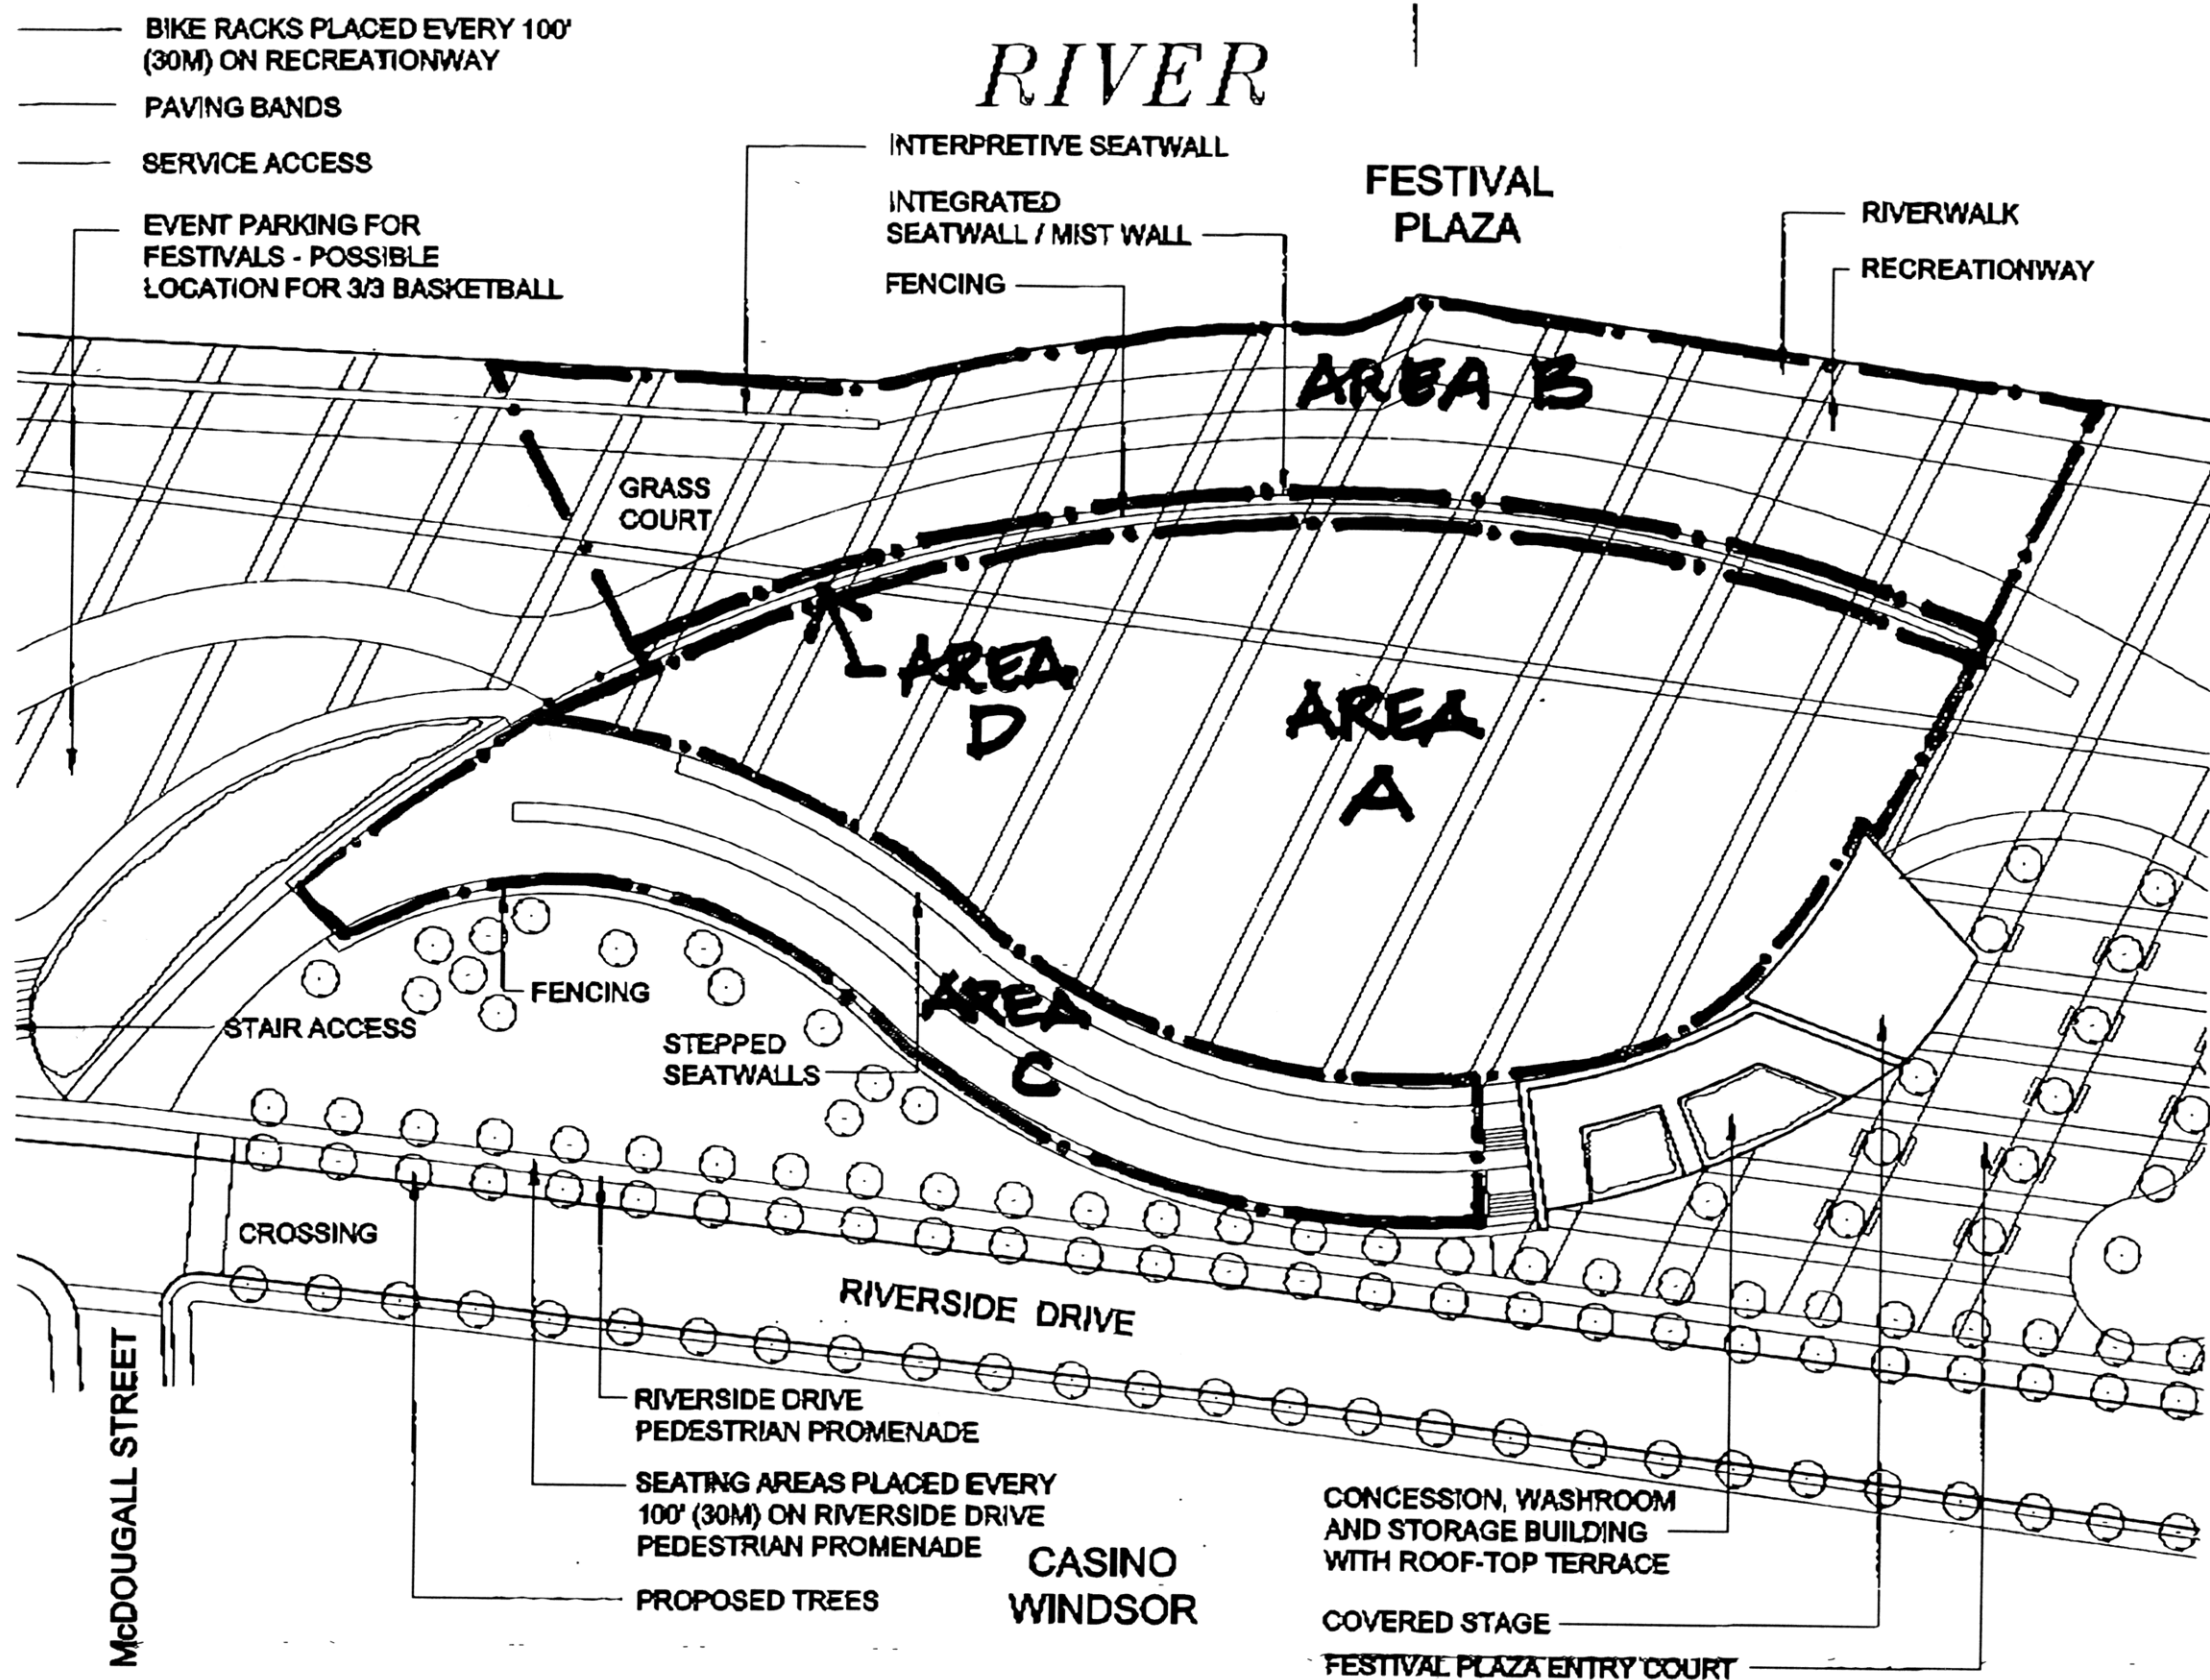 BIKE RACKS PLACED EVERY 100'
(30M) ON RECREATIONWAY
PAVING BANDS
SERVICE ACCESS
EVENT PARKING FOR
FESTIVALS - POSSIBLE
LOCATION FOR 3/3 BASKETBALL
RIVER
INTERPRETIVE SEATWALL
INTEGRATED
SEATWALL / MIST WALL
FENCING
FESTIVAL
PLAZA
RIVERWALK
RECREATIONWAY
AREA B
GRASS
COURT
AREA
D
AREA
A
AREA
C
FENCING
STAIR ACCESS
STEPPED
SEATWALLS
CROSSING
RIVERSIDE DRIVE
McDOUGALL STREET
RIVERSIDE DRIVE
PEDESTRIAN PROMENADE
SEATING AREAS PLACED EVERY
100' (30M) ON RIVERSIDE DRIVE
PEDESTRIAN PROMENADE
PROPOSED TREES
CASINO
WINDSOR
CONCESSION, WASHROOM
AND STORAGE BUILDING
WITH ROOF-TOP TERRACE
COVERED STAGE
FESTIVAL PLAZA ENTRY COURT